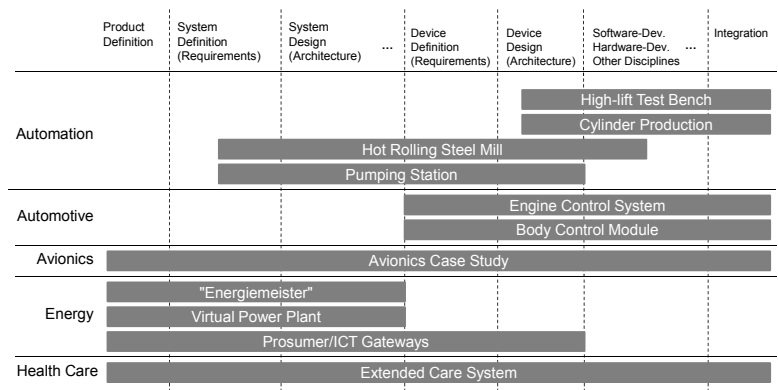 Product
Definition
System
Definition
(Requirements)
System
Design
(Architecture)
...
Device
Definition
(Requirements)
Device
Design
(Architecture)
Software-Dev.
Hardware-Dev.
Other Disciplines
...
Integration
Automation
High-lift Test Bench
Cylinder Production
Hot Rolling Steel Mill
Pumping Station
Automotive
Engine Control System
Body Control Module
Avionics
Avionics Case Study
Energy
"Energiemeister"
Virtual Power Plant
Prosumer/ICT Gateways
Health Care
Extended Care System